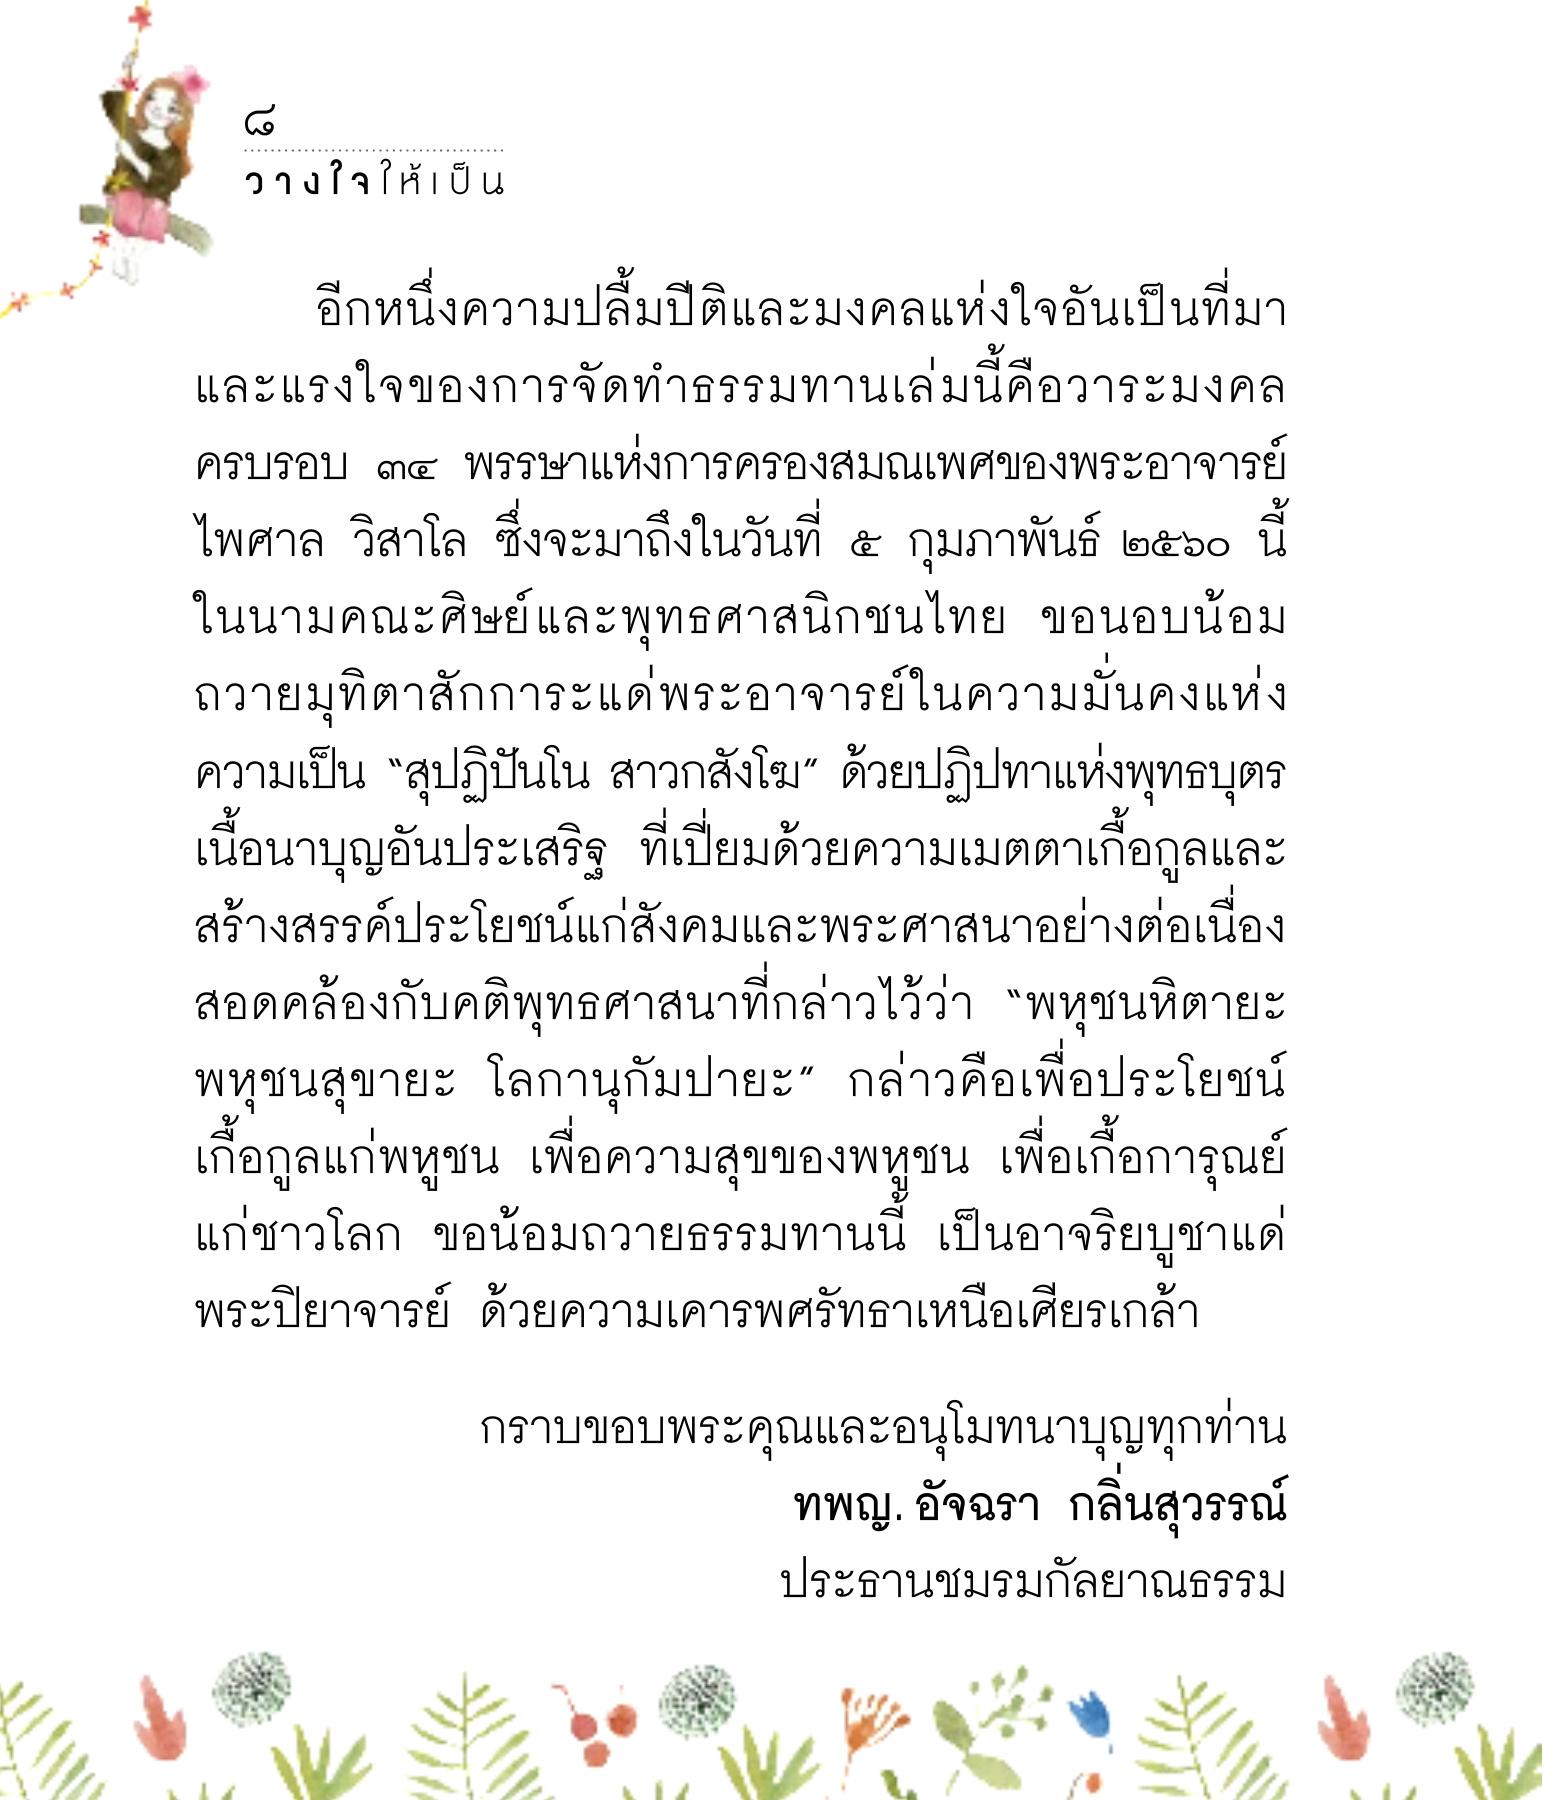 ๘
วางใจให้เป็น
อีกหนึ่งความปลื้มปีติและมงคลแห่งใจอันเป็นที่มา
และแรงใจของการจัดทำธรรมทานเล่มนี้คือวาระมงคล
ครบรอบ ๓๔ พรรษาแห่งการครองสมณเพศของพระอาจารย์
ไพศาล วิสาโล ซึ่งจะมาถึงในวันที่ ๕ กุมภาพันธ์ ๒๕๖๐ นี้
ในนามคณะศิษย์และพุทธศาสนิกชนไทย ขอนอบน้อม
ถวายมุทิตาสักการะแด่พระอาจารย์ในความมั่นคงแห่ง
ความเป็น “สุปฏิปันโน สาวกสังโฆ” ด้วยปฏิปทาแห่งพุทธบุตร
เนื้อนาบุญอันประเสริฐ ที่เปี่ยมด้วยความเมตตาเกื้อกูลและ
สร้างสรรค์ประโยชน์แก่สังคมและพระศาสนาอย่างต่อเนื่อง
สอดคล้องกับคติพุทธศาสนาที่กล่าวไว้ว่า “พหุชนหิตายะ
พหุชนสุขายะ โลกานุกัมปายะ” กล่าวคือเพื่อประโยชน์
เกื้อกูลแก่พหูชน เพื่อความสุขของพหูชน เพื่อเกื้อการุณย์
แก่ชาวโลก ขอน้อมถวายธรรมทานนี้ เป็นอาจริยบูชาแด่
พระปิยาจารย์ ด้วยความเคารพศรัทธาเหนือเศียรเกล้า
กราบขอบพระคุณและอนุโมทนาบุญทุกท่าน
ทพญ. อัจฉรา กลิ่นสุวรรณ์
ประธานชมรมกัลยาณธรรม